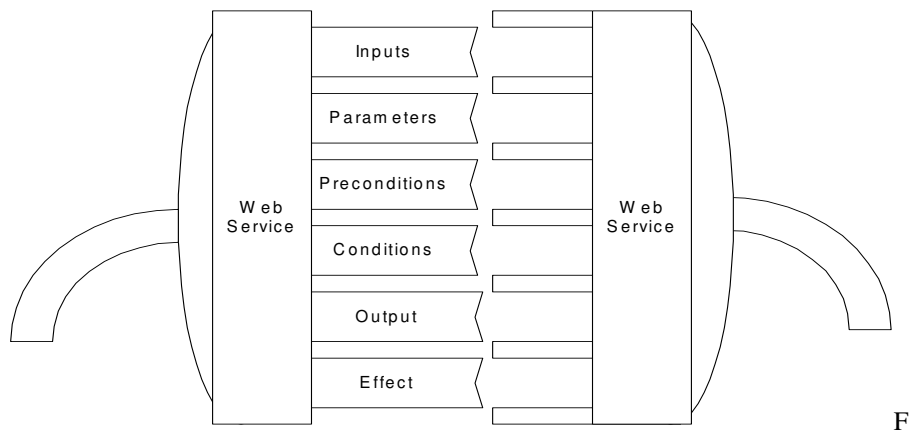 Inputs
Parameters
Preconditions
Conditions
Output
Effect
Web
Service
Web
Service
F